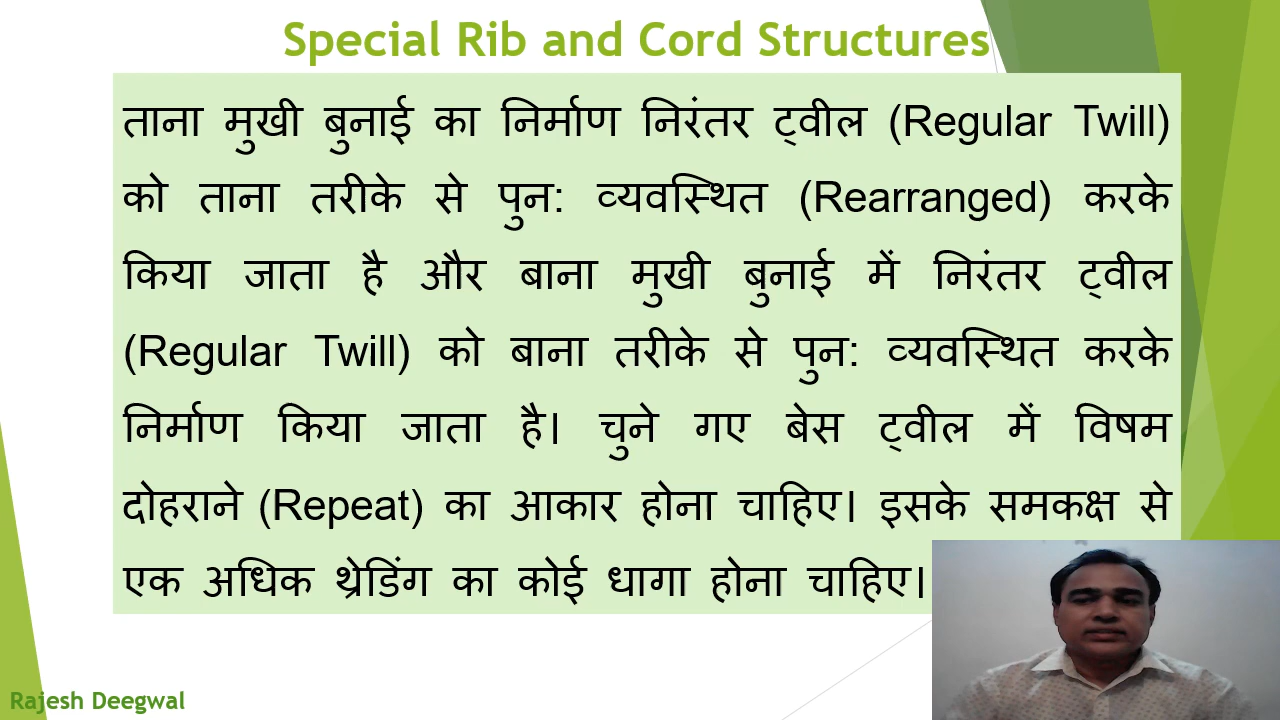 Special Rib and Cord Structures
ताना मुखी बुनाई का निर्माण निरंतर ट्वील (Regular Twill)
को ताना तरीके से पुन: व्यवस्थित (Rearranged) करके
किया जाता है और बाना मुखी बुनाई में निरंतर ट्वील
(Regular Twill) को बाना तरीके से पुन: व्यवस्थित करके
निर्माण किया जाता है। चुने गए बेस ट्वील में विषम
दोहराने (Repeat) का आकार होना चाहिए। इसके समकक्ष से
एक अधिक थ्रेडिंग का कोई धागा होना चाहिए।
Rajesh Deegwal